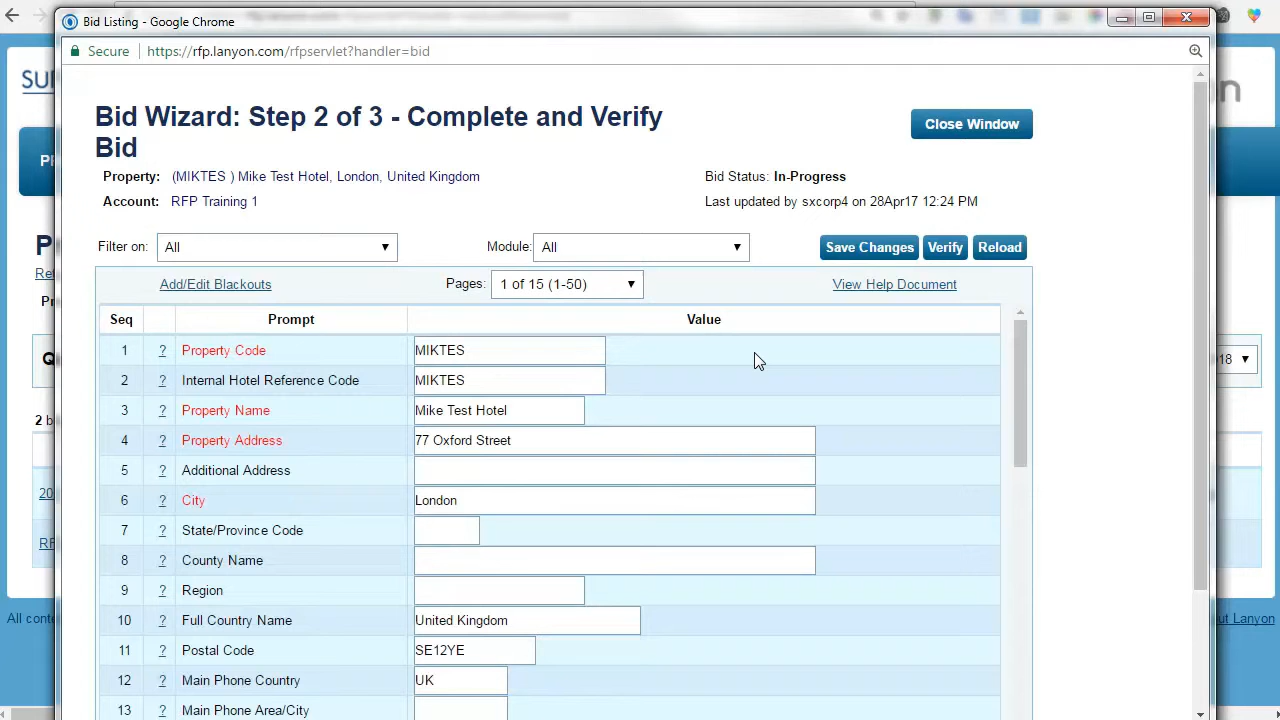 Bid Listing - Google Chrome
Secure https://rfp.lanyon.com/rfpservlet?handler=bid
Bid Wizard: Step 2 of 3 - Complete and Verify
Bid
Close Window
Property: (MIKTES ) Mike Test Hotel, London, United Kingdom
Bid Status: In-Progress
Account: RFP Training 1
Last updated by sxcorp4 on 28Apr17 12:24 PM
Filter on: All Module: All Save Changes Verify Reload
Add/Edit Blackouts Pages: 1 of 15 (1-50) View Help Document
Seq Prompt Value
1 ? Property Code MIKTES
2 ? Internal Hotel Reference Code MIKTES
3 ? Property Name Mike Test Hotel
4 ? Property Address 77 Oxford Street
5 ? Additional Address
6 ? City London
7 ? State/Province Code
8 ? County Name
9 ? Region
10 ? Full Country Name United Kingdom
11 ? Postal Code SE12YE
12 ? Main Phone Country UK
13 ? Main Phone Area/City
18
2
20
RF
All
Lanyon